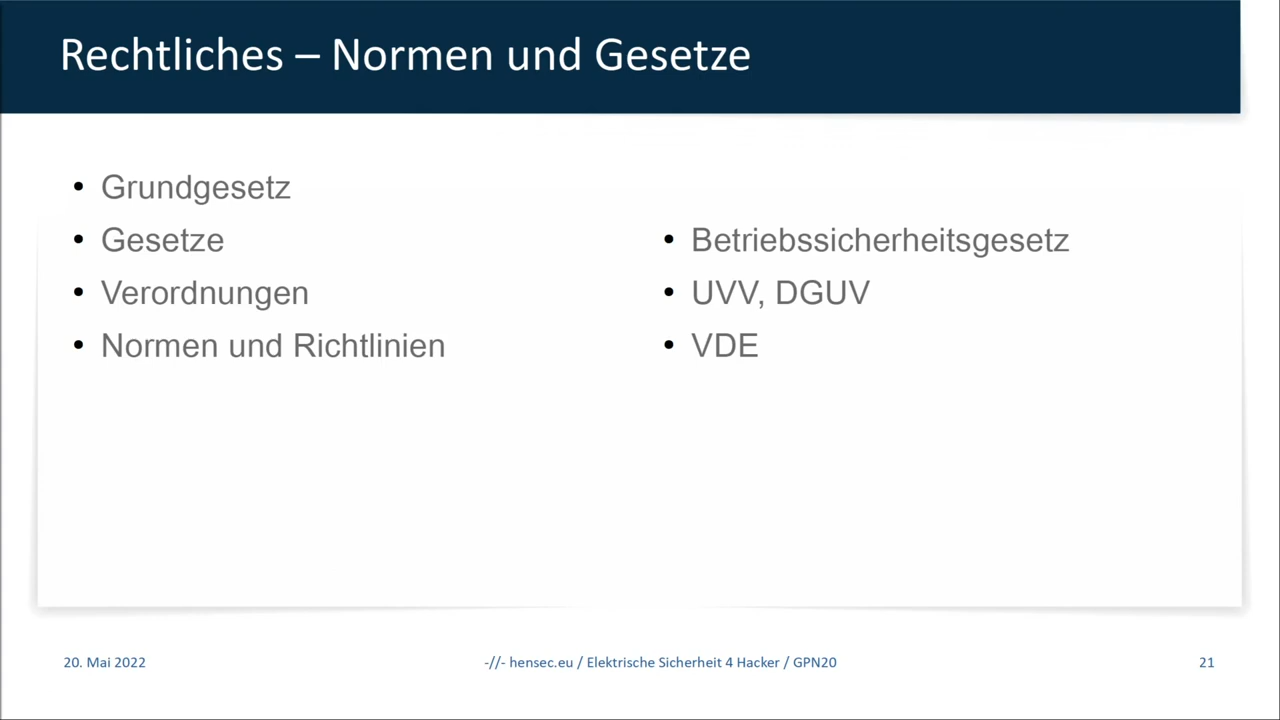 Rechtliches – Normen und Gesetze
• Grundgesetz
• Gesetze
• Verordnungen
• Normen und Richtlinien
• Betriebssicherheitsgesetz
• UVV, DGUV
• VDE
20. Mai 2022
-//- hensec.eu / Elektrische Sicherheit 4 Hacker / GPN20
21